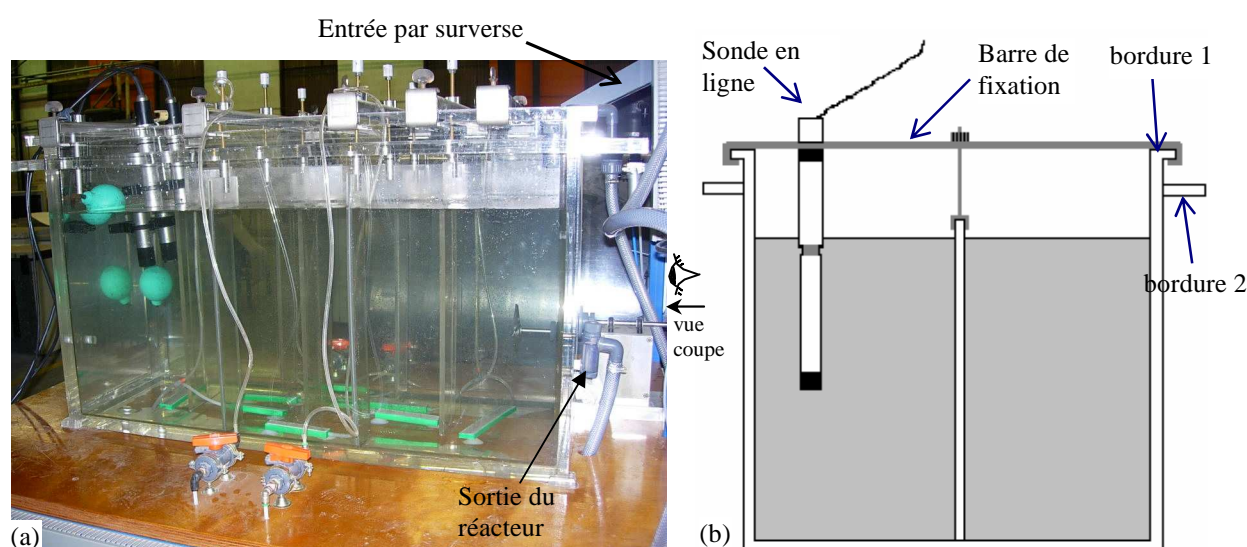 Entrée par surverse
Sonde en
ligne
Barre de
fixation
bordure 1
bordure 2
vue
coupe
Sortie du
réacteur
(a)
(b)